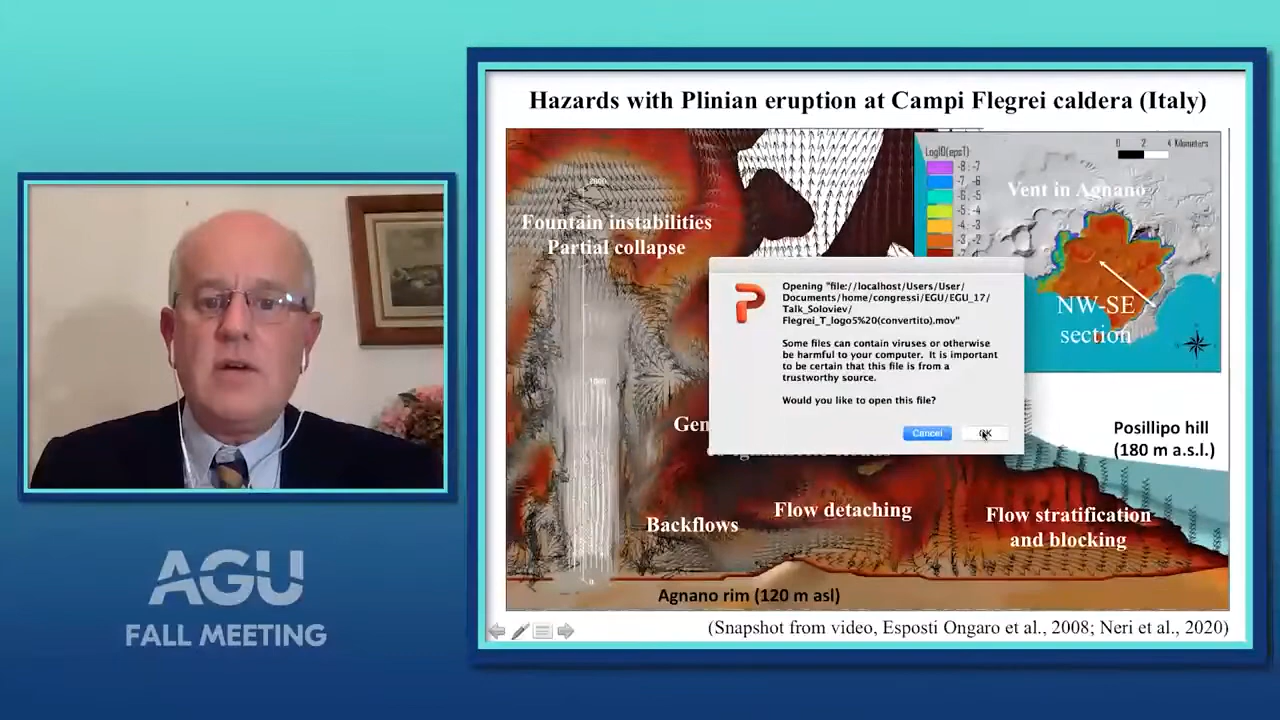 Hazards with Plinian eruption at Campi Flegrei caldera (Italy)
Fountain instabilities
Partial collapse
Log10(epsT)
-8 : -7
-7 : -6
-6 : -5
-5 : -4
-4 : -3
-3 : -2
0 2 4 Kilometers
Vent in Agnano
NW-SE
section
Opening "file://localhost/Users/User/
Documents/home/congressi/EGU/EGU_17/
Talk_Soloviev/
Flegrei_T_logo5%20(convertito).mov"
Some files can contain viruses or otherwise
be harmful to your computer. It is important
to be certain that this file is from a
trustworthy source.
Would you like to open this file?
Cancel
OK
Gen
Posillipo hill
(180 m a.s.l.)
Backflows
Flow detaching
Flow stratification
and blocking
Agnano rim (120 m asl)
(Snapshot from video, Esposti Ongaro et al., 2008; Neri et al., 2020)
AGU
FALL MEETING